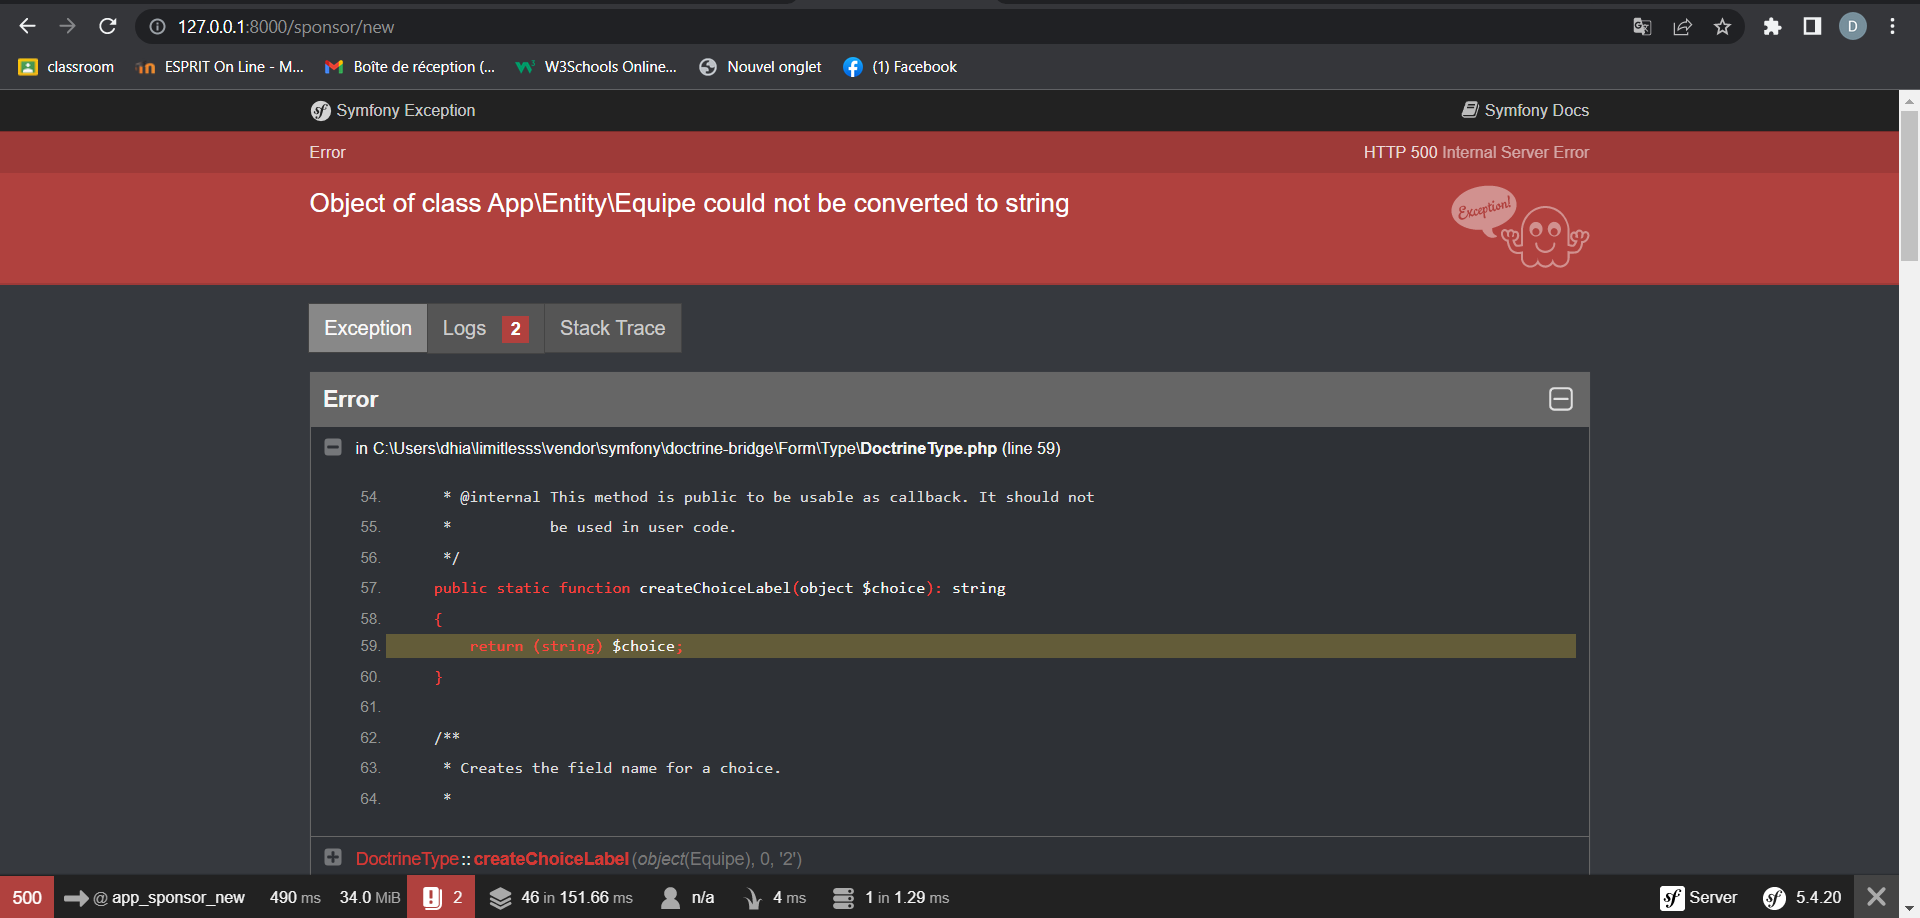 127.0.0.1:8000/sponsor/new
D
classroom
ESPRIT On Line - M...
Boîte de réception (...
W3Schools Online...
Nouvel onglet
(1) Facebook
Symfony Exception
Symfony Docs
Error
HTTP 500 Internal Server Error
Object of class App\Entity\Equipe could not be converted to string
Exception!
Exception
Logs 2
Stack Trace
Error
in C:\Users\dhia\limitlesss\vendor\symfony\doctrine-bridge\Form\Type\DoctrineType.php (line 59)
54. * @internal This method is public to be usable as callback. It should not
55. * be used in user code.
56. */
57. public static function createChoiceLabel(object $choice): string
58. {
59. return (string) $choice;
60. }
61.
62. /**
63. * Creates the field name for a choice.
64. *
DoctrineType::createChoiceLabel(object(Equipe), 0, '2')
500 @ app_sponsor_new 490 ms 34.0 MiB 2 46 in 151.66 ms n/a 4 ms 1 in 1.29 ms sf Server sf 5.4.20